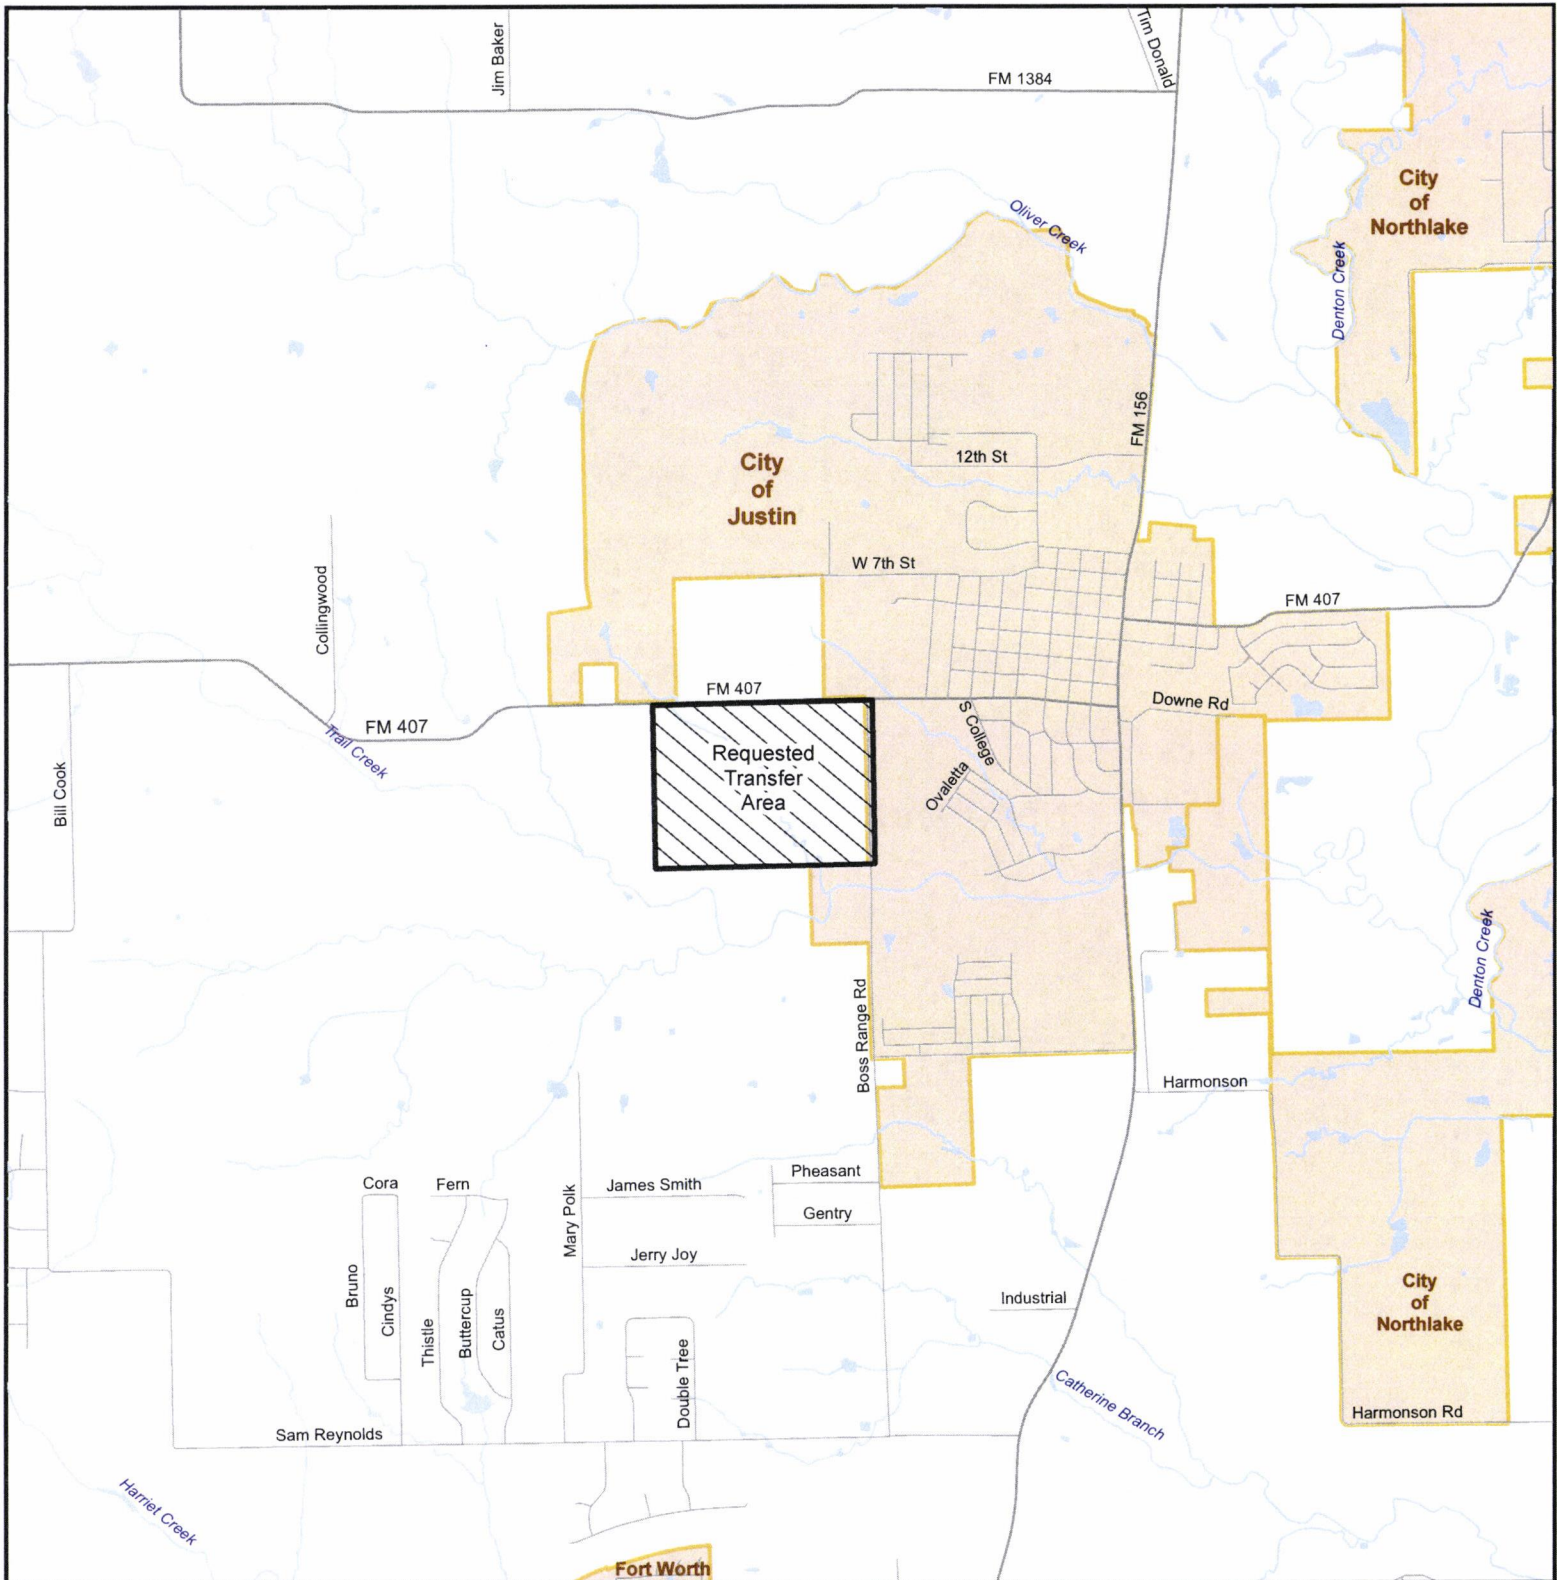 Jim Baker
Tim Donald
FM 1384
City
of
Northlake
Oliver Creek
Denton Creek
FM 156
12th St
City
of
Justin
W 7th St
Collingwood
FM 407
FM 407
Downe Rd
FM 407
Trail Creek
S College
Requested
Transfer
Area
Ovaletta
Bill Cook
Denton Creek
Boss Range Rd
Harmonson
Cora
Fern
James Smith
Pheasant
Gentry
Mary Polk
Jerry Joy
Bruno
Cindys
Thistle
Buttercup
Catus
Industrial
City
of
Northlake
Double Tree
Catherine Branch
Harmonson Rd
Sam Reynolds
Harriet Creek
Fort Worth